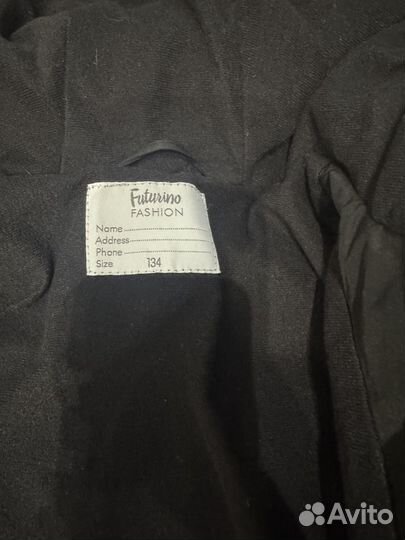 Futurino
FASHION
Name
Address
Phone
Size 134
Avito